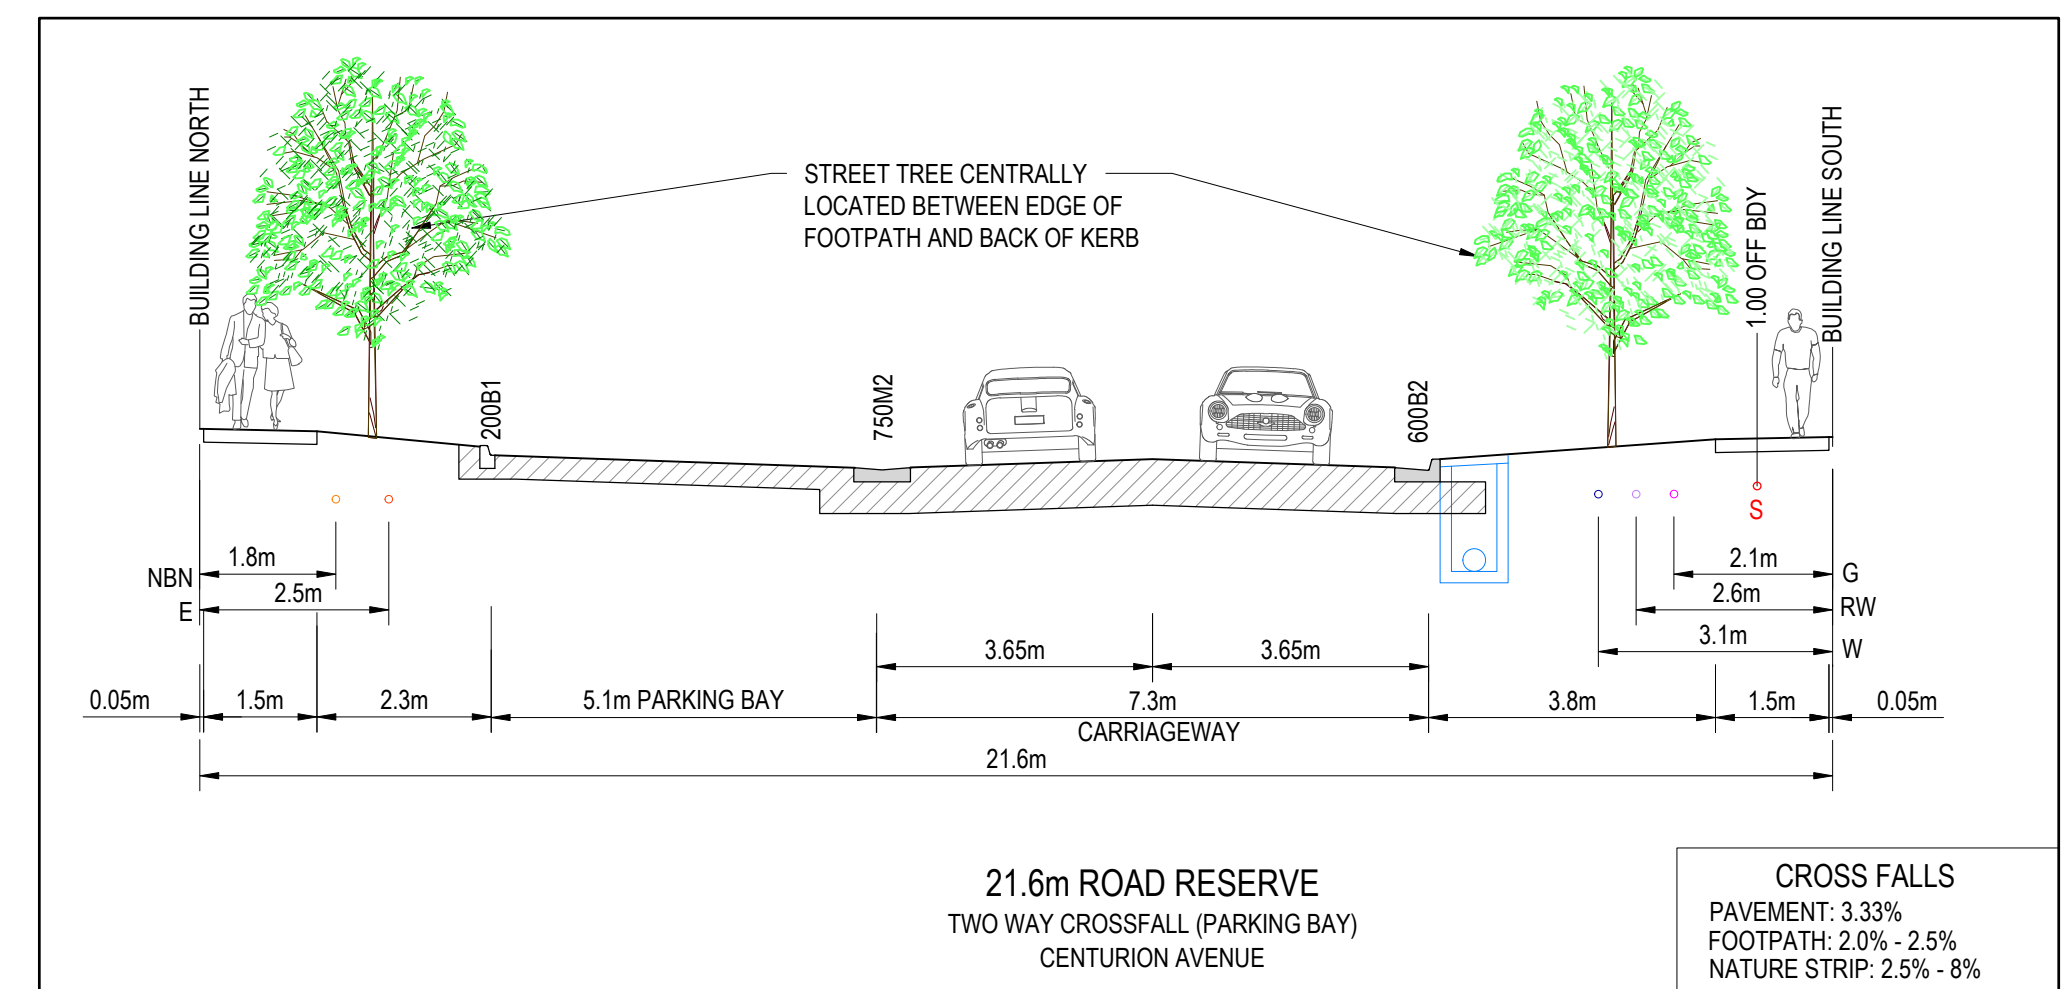 BUILDING LINE NORTH
STREET TREE CENTRALLY
LOCATED BETWEEN EDGE OF
FOOTPATH AND BACK OF KERB
1.00 OFF BDY
BUILDING LINE SOUTH
200B1
750M2
600B2
S
NBN
1.8m
2.1m
G
E
2.5m
2.6m
RW
3.65m
3.65m
3.1m
W
0.05m
1.5m
2.3m
5.1m PARKING BAY
7.3m
CARRIAGEWAY
3.8m
1.5m
0.05m
21.6m
21.6m ROAD RESERVE
TWO WAY CROSSFALL (PARKING BAY)
CENTURION AVENUE
CROSS FALLS
PAVEMENT: 3.33%
FOOTPATH: 2.0% - 2.5%
NATURE STRIP: 2.5% - 8%